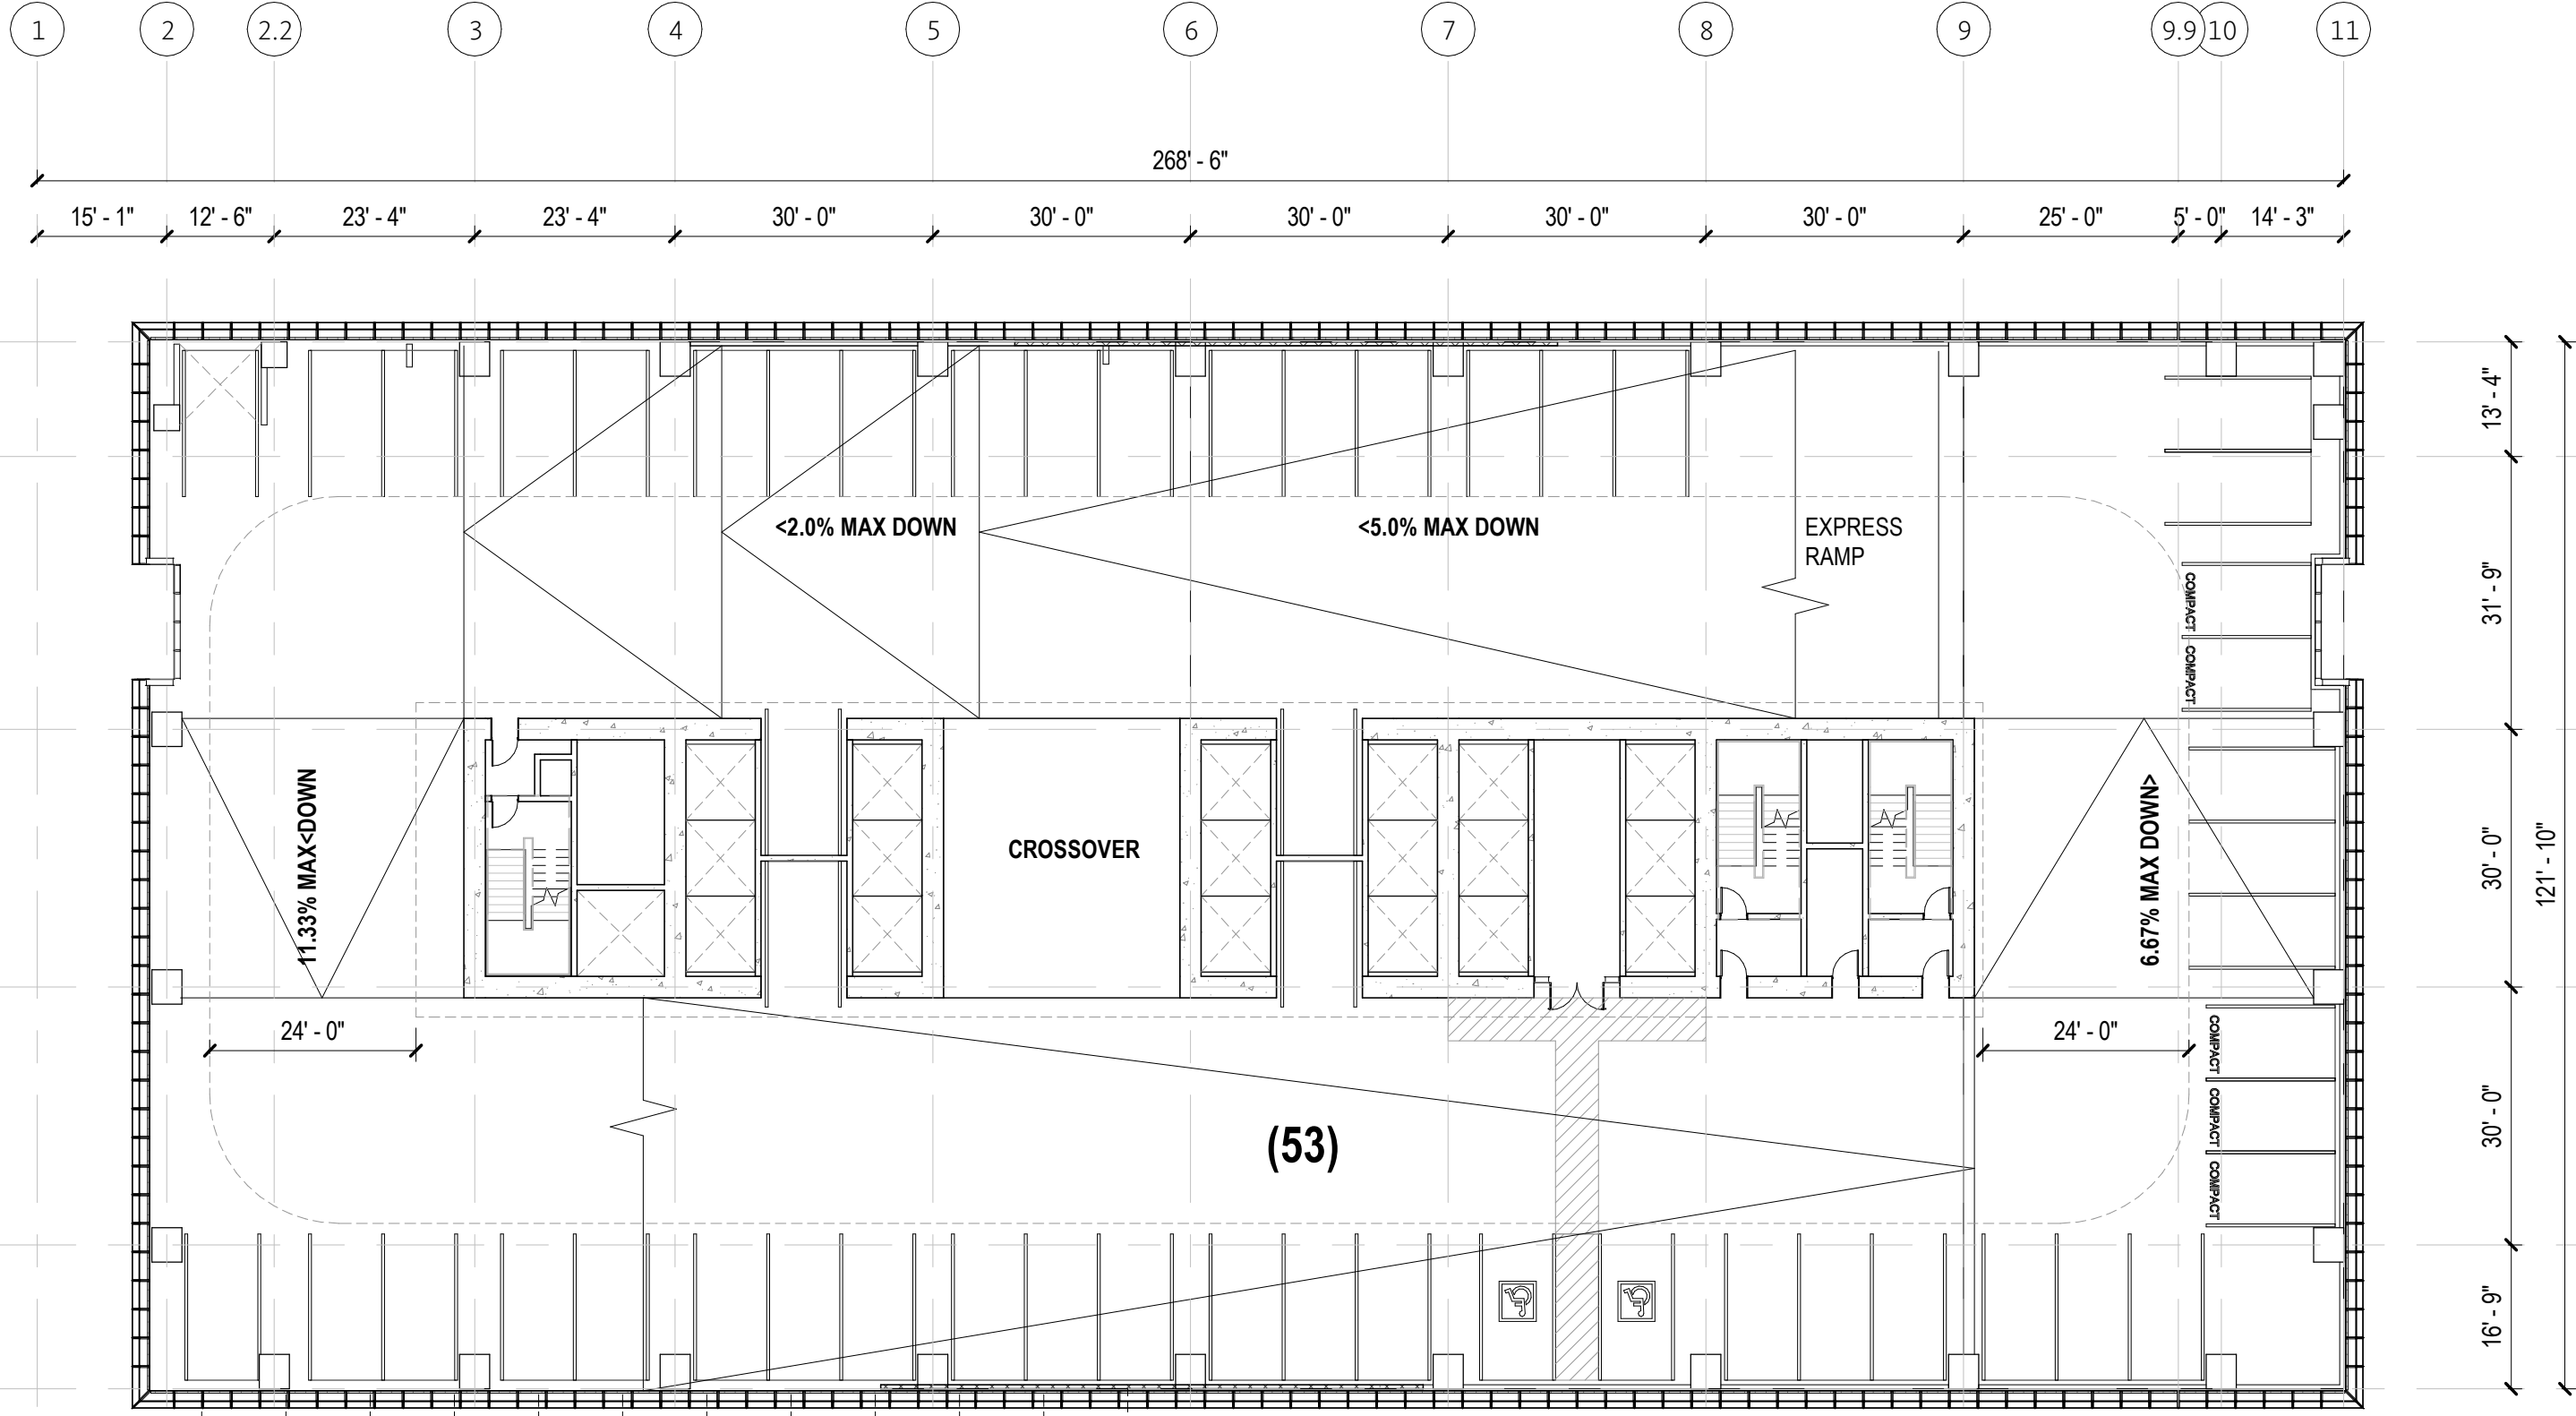 1 2 2.2 3 4 5 6 7 8 9 9.9 10 11
268' - 6"
15' - 1" 12' - 6" 23' - 4" 23' - 4" 30' - 0" 30' - 0" 30' - 0" 30' - 0" 30' - 0" 25' - 0" 5' - 0" 14' - 3"
13' - 4"
<2.0% MAX DOWN
<5.0% MAX DOWN
EXPRESS
RAMP
31' - 9"
COMPACT
COMPACT
11.33% MAX<DOWN
CROSSOVER
6.67% MAX DOWN>
30' - 0"
121' - 10"
24' - 0"
24' - 0"
COMPACT
COMPACT
COMPACT
30' - 0"
(53)
16' - 9"